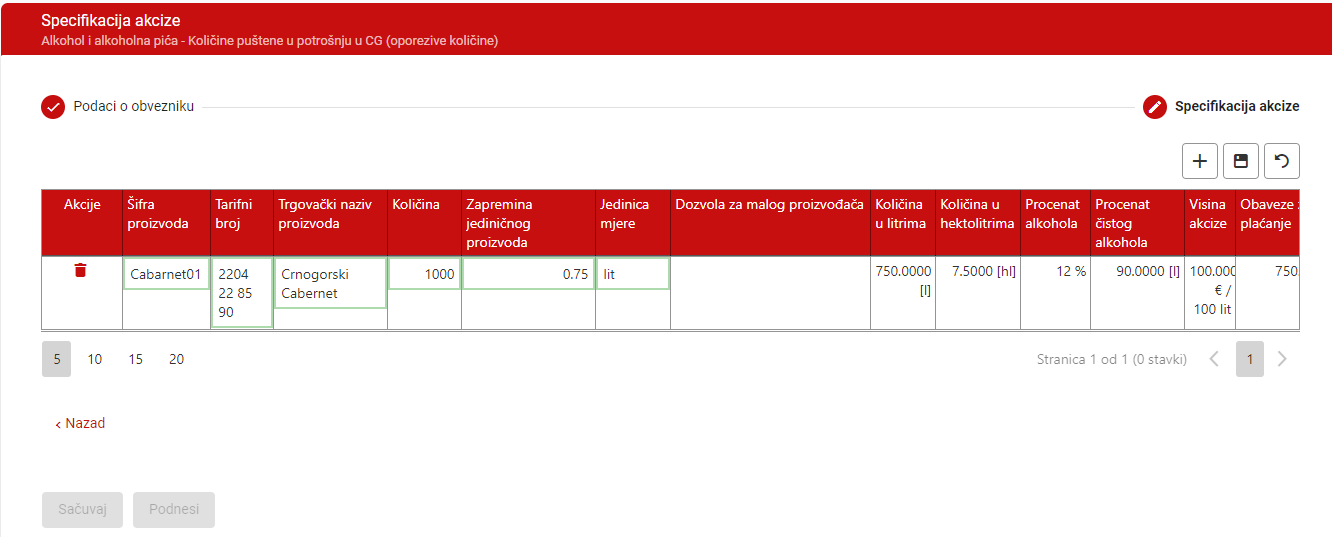 Specifikacija akcize
Alkohol i alkoholna pića - Količine puštene u potrošnju u CG (oporezive količine)
Podaci o obvezniku
Specifikacija akcize
Akcije
Šifra
proizvoda
Tarifni
broj
Trgovački naziv
proizvoda
Količina
Zapremina
jediničnog
proizvoda
Jedinica
mjere
Dozvola za malog proizvođača
Količina
u litrima
Količina u
hektolitrima
Procenat
alkohola
Procenat
čistog
alkohola
Visina
akcize
Obaveze
plaćanje
Cabarnet01
2204
22 85
90
Crnogorski
Cabernet
1000
0.75
lit
750.0000
[l]
7.5000 [hl]
12 %
90.0000 [l]
100.000
€ /
100 lit
750
5 10 15 20
Stranica 1 od 1 (0 stavki) 1
‹ Nazad
Sačuvaj Podnesi